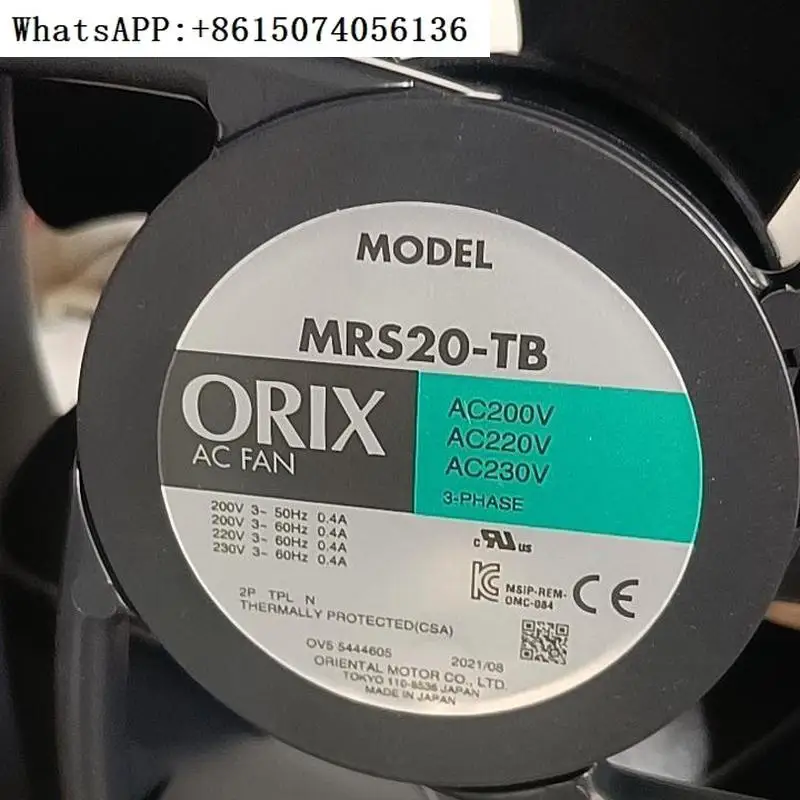 WhatsAPP:+8615074056136
MODEL
MRS20-TB
ORIX
AC FAN
AC200V
AC220V
AC230V
3-PHASE
200V 3~ 50Hz 0.4A
200V 3~ 60Hz 0.4A
220V 3~ 60Hz 0.4A
230V 3~ 60Hz 0.4A
c RU us
MSIP-REM-
OMC-084
CE
2P TPL N
THERMALLY PROTECTED(CSA)
OV5 5444605
2021/08
ORIENTAL MOTOR CO., LTD.
TOKYO 110-8536 JAPAN
MADE IN JAPAN